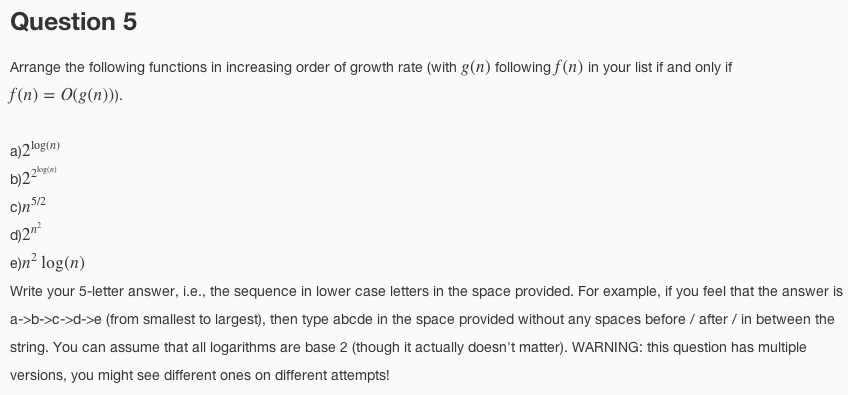 Question 5
Arrange the following functions in increasing order of growth rate (with g(n) following f(n) in your list if and only if
f(n) = O(g(n))).
a)2^{log(n)}
b)2^{2^{log(n)}}
c)n^{5/2}
d)2^{n^2}
e)n^2 log(n)
Write your 5-letter answer, i.e., the sequence in lower case letters in the space provided. For example, if you feel that the answer is
a->b->c->d->e (from smallest to largest), then type abcde in the space provided without any spaces before / after / in between the
string. You can assume that all logarithms are base 2 (though it actually doesn't matter). WARNING: this question has multiple
versions, you might see different ones on different attempts!